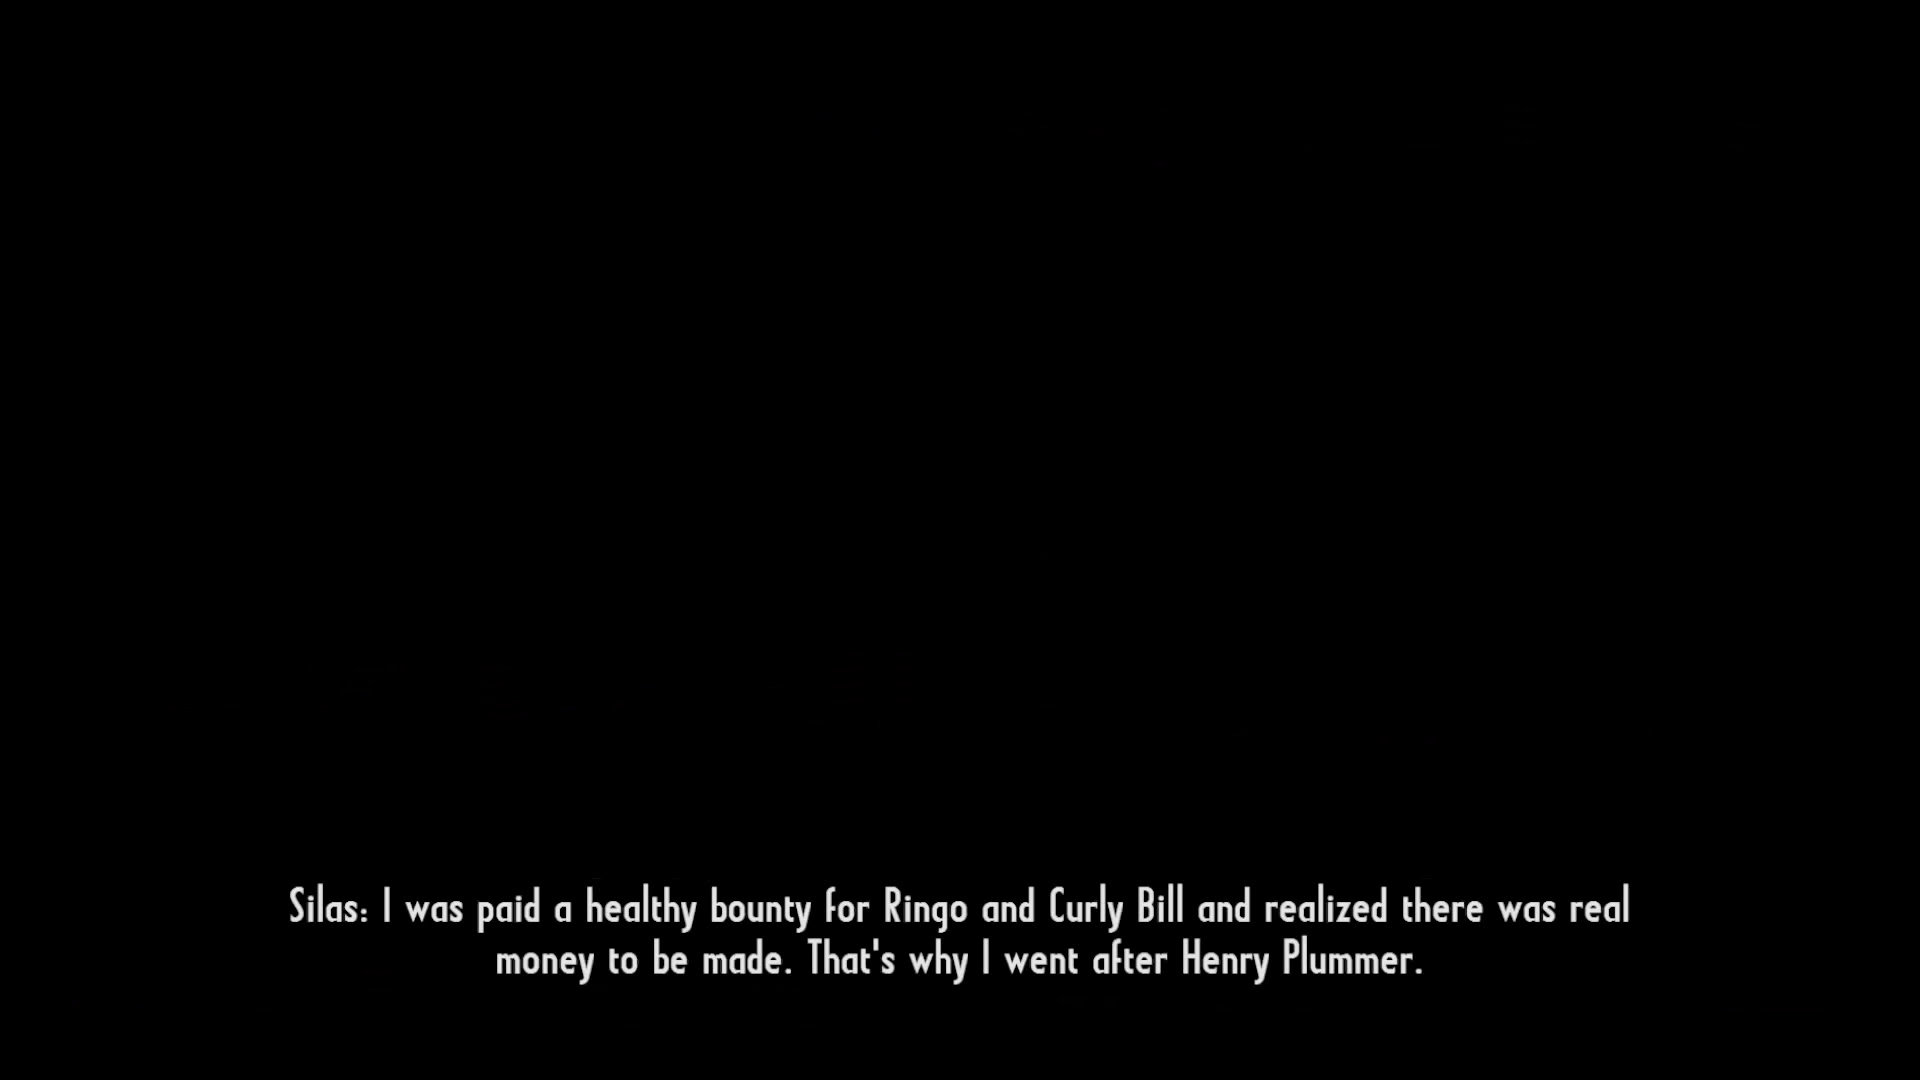 Silas: I was paid a healthy bounty for Ringo and Curly Bill and realized there was real
money to be made. That's why I went after Henry Plummer.